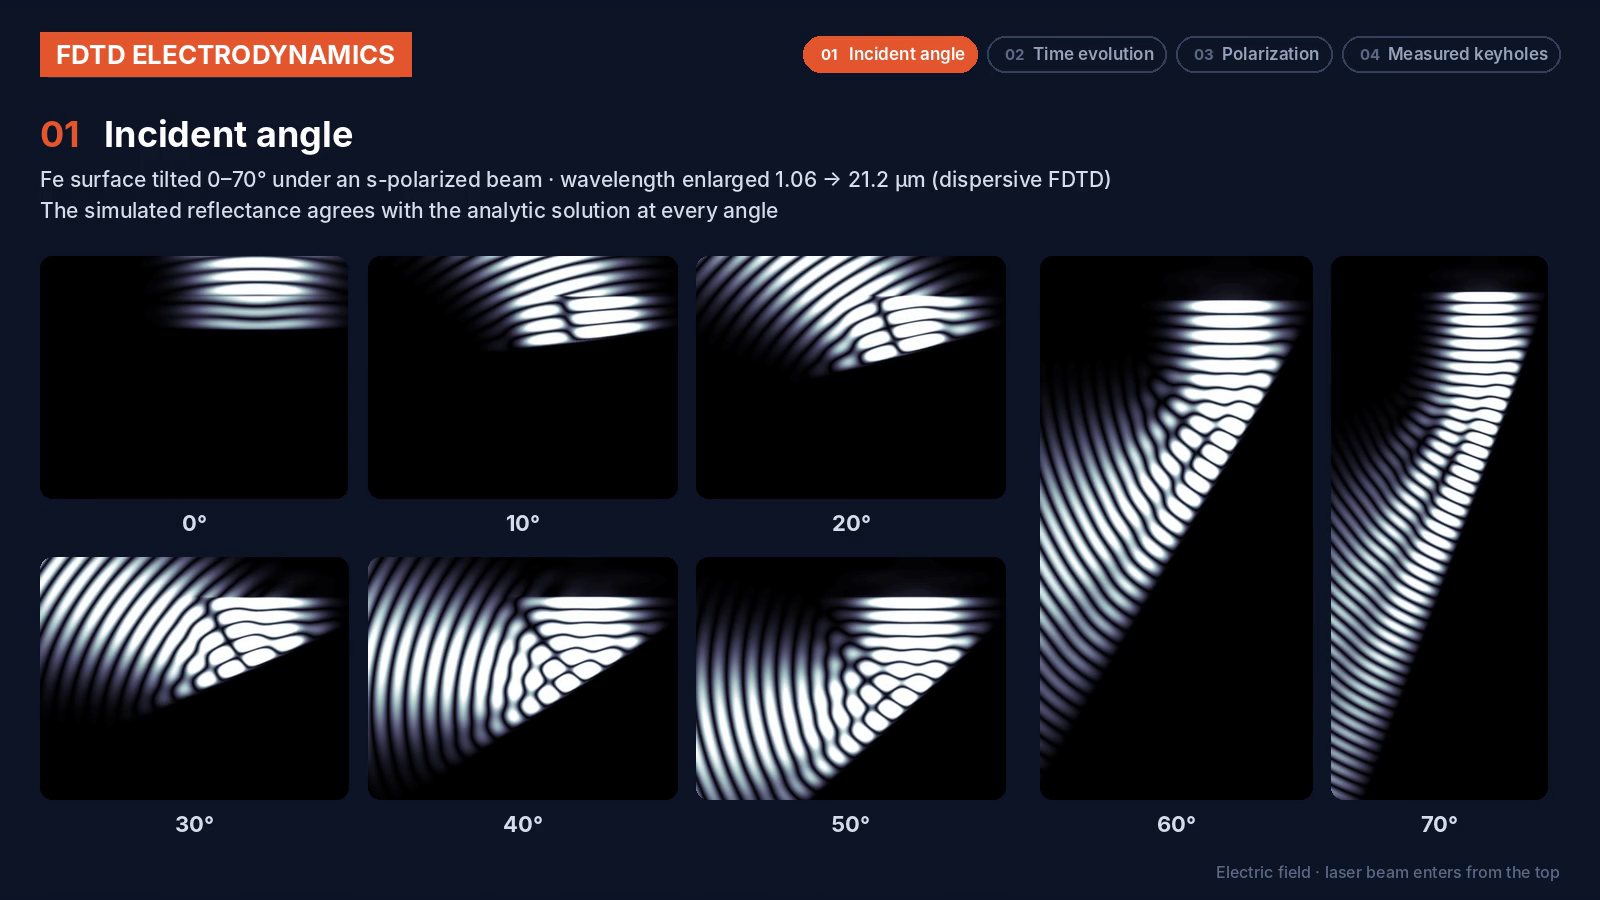 FDTD ELECTRODYNAMICS
01 Incident angle
02 Time evolution
03 Polarization
04 Measured keyholes
01 Incident angle
Fe surface tilted 0–70° under an s-polarized beam · wavelength enlarged 1.06 → 21.2 µm (dispersive FDTD)
The simulated reflectance agrees with the analytic solution at every angle
0°
10°
20°
30°
40°
50°
60°
70°
Electric field · laser beam enters from the top